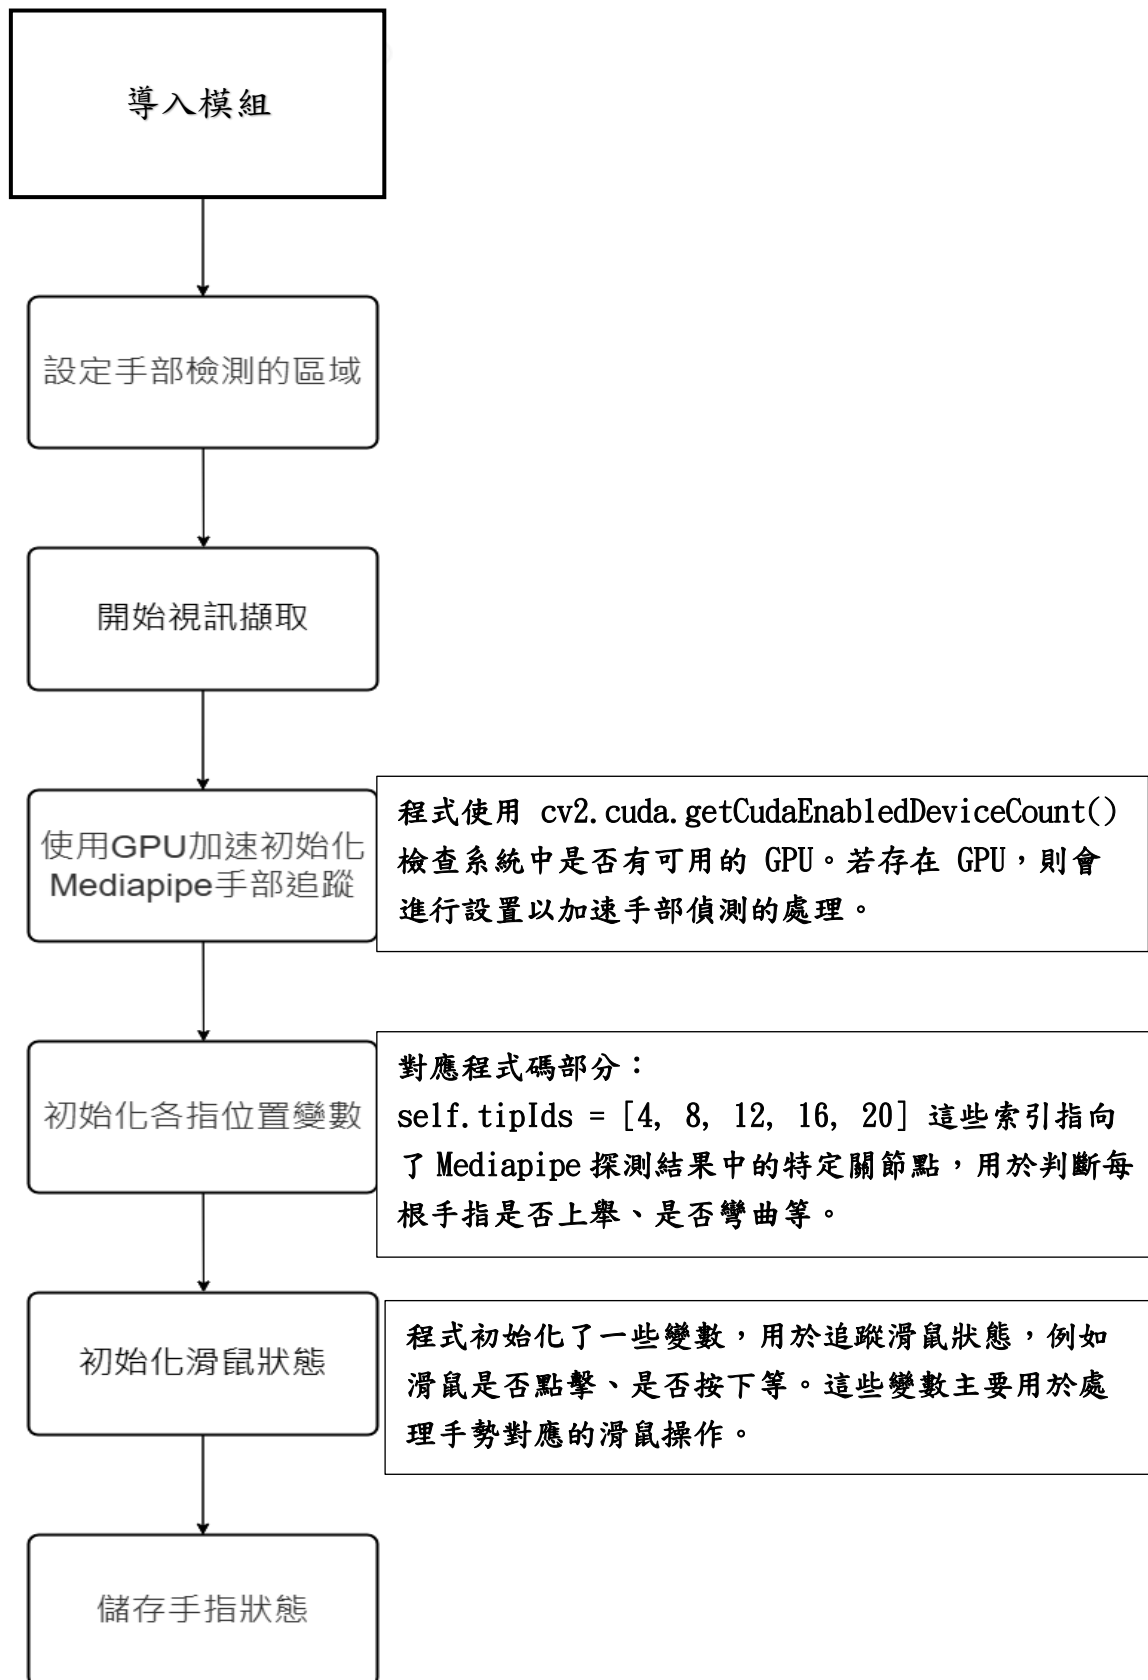 導入模組
設定手部檢測的區域
開始視訊擷取
使用GPU加速初始化
Mediapipe手部追蹤
程式使用 cv2.cuda.getCudaEnabledDeviceCount()
檢查系統中是否有可用的 GPU。若存在 GPU，則會
進行設置以加速手部偵測的處理。
初始化各指位置變數
對應程式碼部分：
self.tipIds = [4, 8, 12, 16, 20] 這些索引指向
了 Mediapipe 探測結果中的特定關節點，用於判斷每
根手指是否上舉、是否彎曲等。
初始化滑鼠狀態
程式初始化了一些變數，用於追蹤滑鼠狀態，例如
滑鼠是否點擊、是否按下等。這些變數主要用於處
理手勢對應的滑鼠操作。
儲存手指狀態